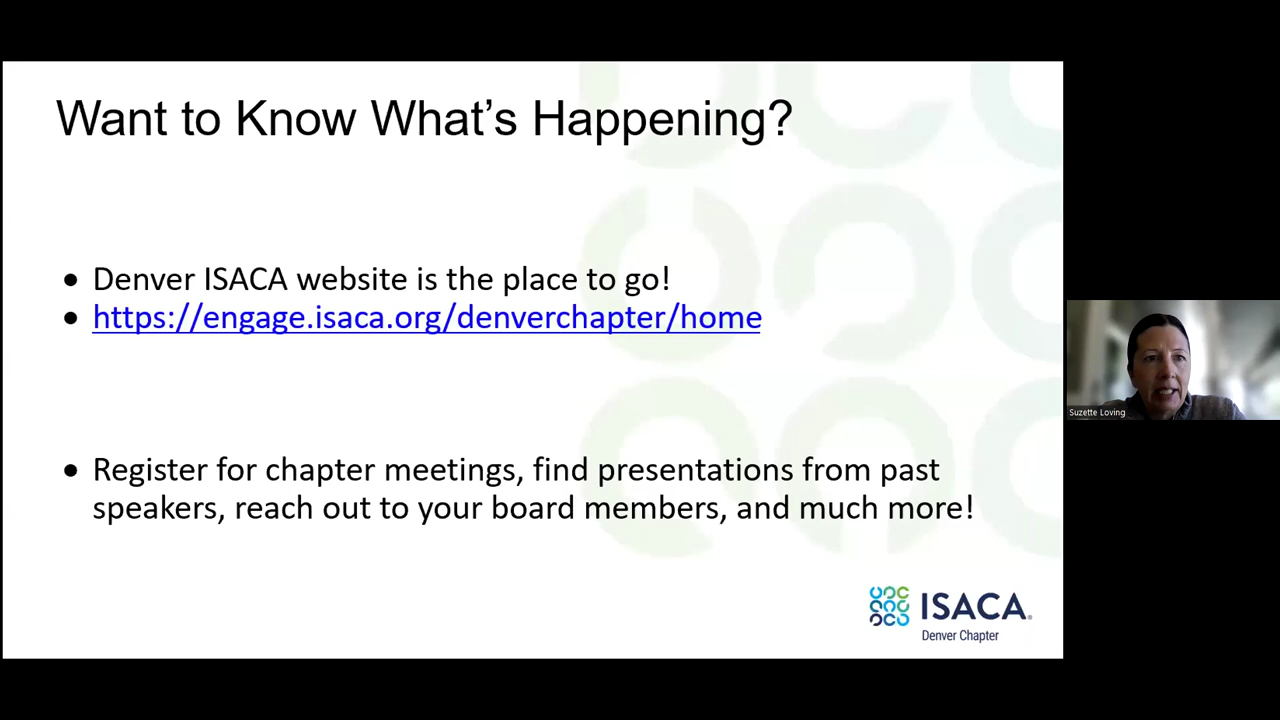 Want to Know What's Happening?
• Denver ISACA website is the place to go!
• https://engage.isaca.org/denverchapter/home
• Register for chapter meetings, find presentations from past
speakers, reach out to your board members, and much more!
Suzette Loving
ISACA®
Denver Chapter